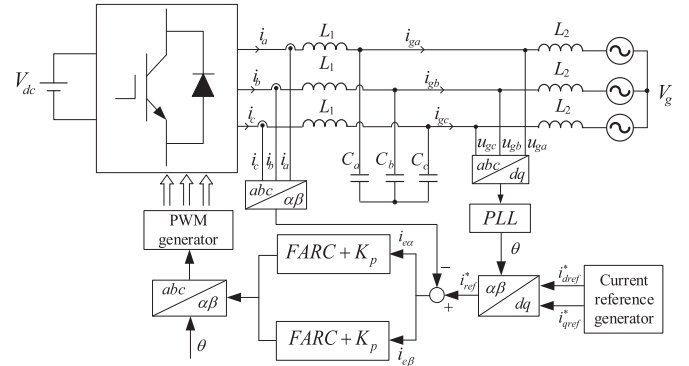 i_a L_1 i_ga L_2
V_dc
i_b L_1 i_gb L_2
V_g
i_c L_1 i_gc L_2
i_c i_b i_a
C_a C_b C_c
u_gc u_gb u_ga
abc
αβ
abc
dq
PWM
generator
PLL
FARC + K_p
i_eα
θ
abc
αβ
−
+
i*_ref
αβ
dq
i*_dref
i*_qref
Current
reference
generator
θ
FARC + K_p
i_eβ